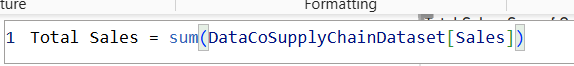 ture
Formatting
1 Total Sales = sum(DataCoSupplyChainDataset[Sales])